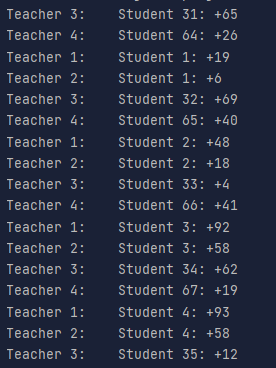 Teacher 3:    Student 31: +65
Teacher 4:    Student 64: +26
Teacher 1:    Student 1: +19
Teacher 2:    Student 1: +6
Teacher 3:    Student 32: +69
Teacher 4:    Student 65: +40
Teacher 1:    Student 2: +48
Teacher 2:    Student 2: +18
Teacher 3:    Student 33: +4
Teacher 4:    Student 66: +41
Teacher 1:    Student 3: +92
Teacher 2:    Student 3: +58
Teacher 3:    Student 34: +62
Teacher 4:    Student 67: +19
Teacher 1:    Student 4: +93
Teacher 2:    Student 4: +58
Teacher 3:    Student 35: +12